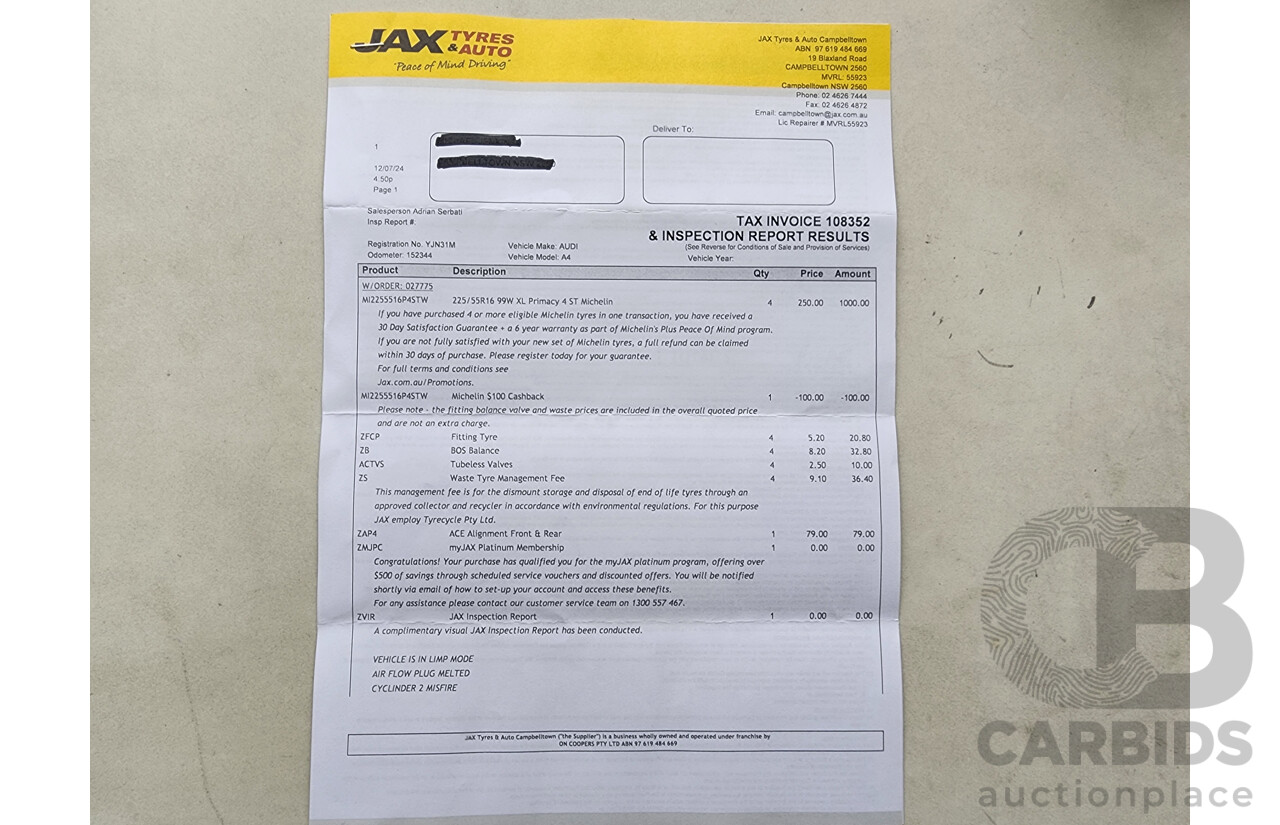 JAX TYRES & AUTO
"Peace of Mind Driving"
JAX Tyres & Auto Campbelltown
ABN 97 619 484 669
19 Blaxland Road
CAMPBELLTOWN 2560
MVRL: 55923
Campbelltown NSW 2560
Phone: 02 4626 7444
Fax: 02 4626 4872
Email: campbelltown@jax.com.au
Lic Repairer # MVRL55923
Deliver To:
1
12/07/24
4:50p
Page 1
Salesperson Adrian Serbati
Insp Report #:
TAX INVOICE 108352
& INSPECTION REPORT RESULTS
(See Reverse for Conditions of Sale and Provision of Services)
Registration No. YJN31M Vehicle Make: AUDI
Odometer: 152344 Vehicle Model: A4 Vehicle Year:
Product Description Qty Price Amount
W/ORDER: 027775
MI2255516P4STW 225/55R16 99W XL Primacy 4 ST Michelin 4 250.00 1000.00
If you have purchased 4 or more eligible Michelin tyres in one transaction, you have received a
30 Day Satisfaction Guarantee + a 6 year warranty as part of Michelin's Plus Peace Of Mind program.
If you are not fully satisfied with your new set of Michelin tyres, a full refund can be claimed
within 30 days of purchase. Please register today for your guarantee.
For full terms and conditions see
Jax.com.au/Promotions.
MI2255516P4STW Michelin $100 Cashback 1 -100.00 -100.00
Please note - the fitting balance valve and waste prices are included in the overall quoted price
and are not an extra charge.
ZFCP Fitting Tyre 4 5.20 20.80
ZB BOS Balance 4 8.20 32.80
ACTVS Tubeless Valves 4 2.50 10.00
ZS Waste Tyre Management Fee 4 9.10 36.40
This management fee is for the dismount storage and disposal of end of life tyres through an
approved collector and recycler in accordance with environmental regulations. For this purpose
JAX employ Tyrecycle Pty Ltd.
ZAP4 ACE Alignment Front & Rear 1 79.00 79.00
ZMJPC myJAX Platinum Membership 1 0.00 0.00
Congratulations! Your purchase has qualified you for the myJAX platinum program, offering over
$500 of savings through scheduled service vouchers and discounted offers. You will be notified
shortly via email of how to set-up your account and access these benefits.
For any assistance please contact our customer service team on 1300 557 467.
ZVIR JAX Inspection Report 1 0.00 0.00
A complimentary visual JAX Inspection Report has been conducted.
VEHICLE IS IN LIMP MODE
AIR FLOW PLUG MELTED
CYCLINDER 2 MISFIRE
JAX Tyres & Auto Campbelltown ("the Supplier") is a business wholly owned and operated under franchise by
ON COOPERS PTY LTD ABN 97 619 484 669
CB
CARBIDS
auctionplace